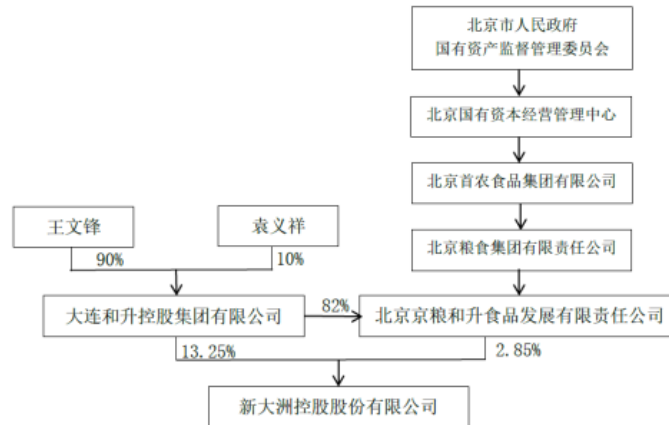 北京市人民政府
国有资产监督管理委员会
北京国有资本经营管理中心
北京首农食品集团有限公司
王文锋
袁义祥
北京粮食集团有限责任公司
90%
10%
大连和升控股集团有限公司
82%
北京京粮和升食品发展有限责任公司
13.25%
2.85%
新大洲控股股份有限公司